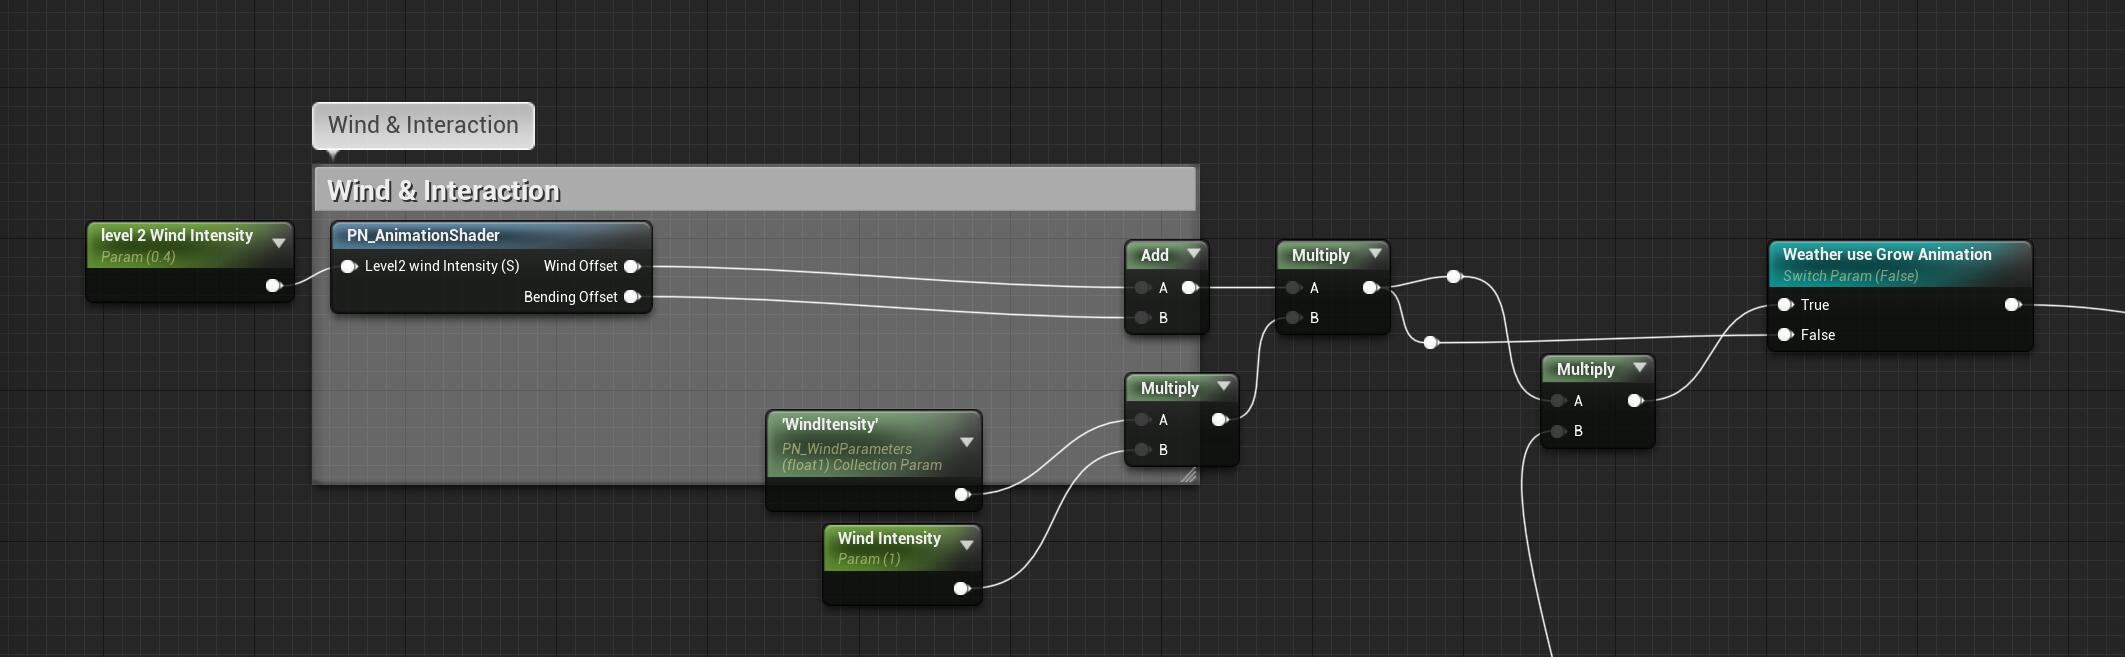 Wind & Interaction
Wind & Interaction
level 2 Wind Intensity
Param (0.4)
PN_AnimationShader
Level2 wind Intensity (S) Wind Offset
Bending Offset
Add
A
B
Multiply
A
B
Weather use Grow Animation
Switch Param (False)
True
False
Multiply
A
B
Multiply
A
B
'WindItensity'
PN_WindParameters
(float1) Collection Param
Wind Intensity
Param (1)